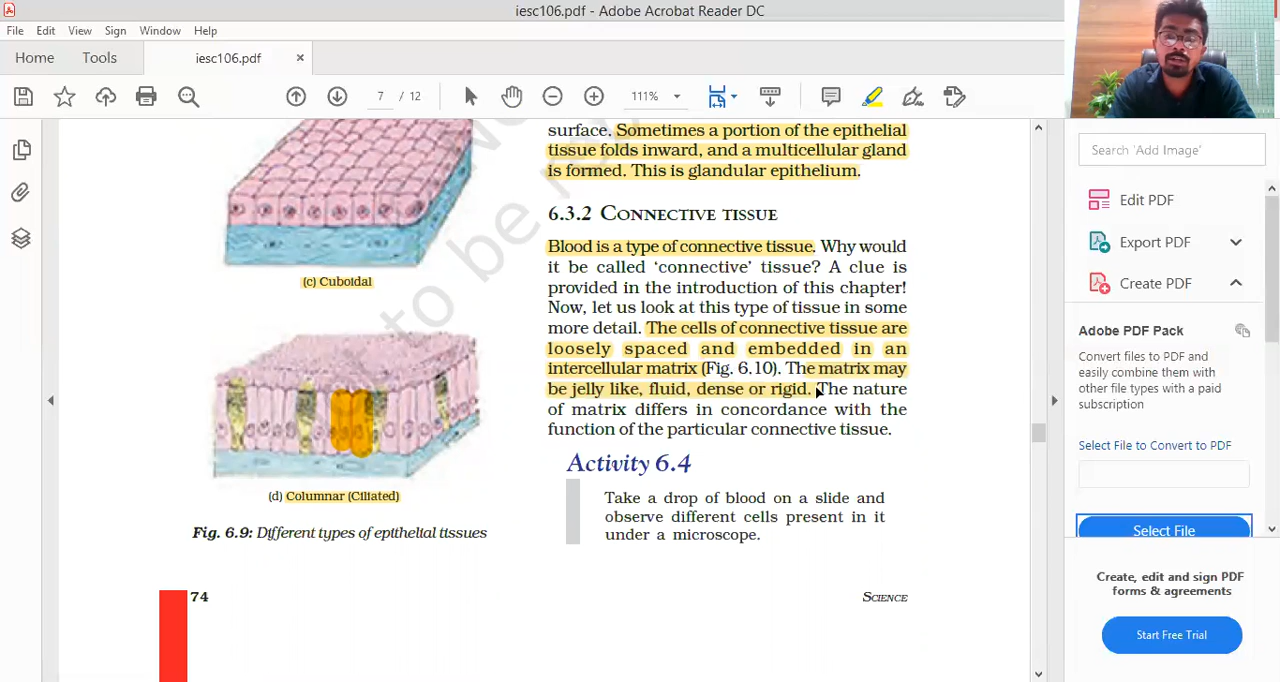 iesc106.pdf - Adobe Acrobat Reader DC
File Edit View Sign Window Help
Home Tools iesc106.pdf ×
7 / 12 111%
surface. Sometimes a portion of the epithelial
tissue folds inward, and a multicellular gland
is formed. This is glandular epithelium.
6.3.2 CONNECTIVE TISSUE
Blood is a type of connective tissue. Why would
it be called ‘connective’ tissue? A clue is
provided in the introduction of this chapter!
Now, let us look at this type of tissue in some
more detail. The cells of connective tissue are
loosely spaced and embedded in an
intercellular matrix (Fig. 6.10). The matrix may
be jelly like, fluid, dense or rigid. The nature
of matrix differs in concordance with the
function of the particular connective tissue.
Activity 6.4
Take a drop of blood on a slide and
observe different cells present in it
under a microscope.
(c) Cuboidal
(d) Columnar (Ciliated)
Fig. 6.9: Different types of epithelial tissues
74
SCIENCE
to be
Search 'Add Image'
Edit PDF
Export PDF
Create PDF
Adobe PDF Pack
Convert files to PDF and
easily combine them with
other file types with a paid
subscription
Select File to Convert to PDF
Select File
Create, edit and sign PDF
forms & agreements
Start Free Trial